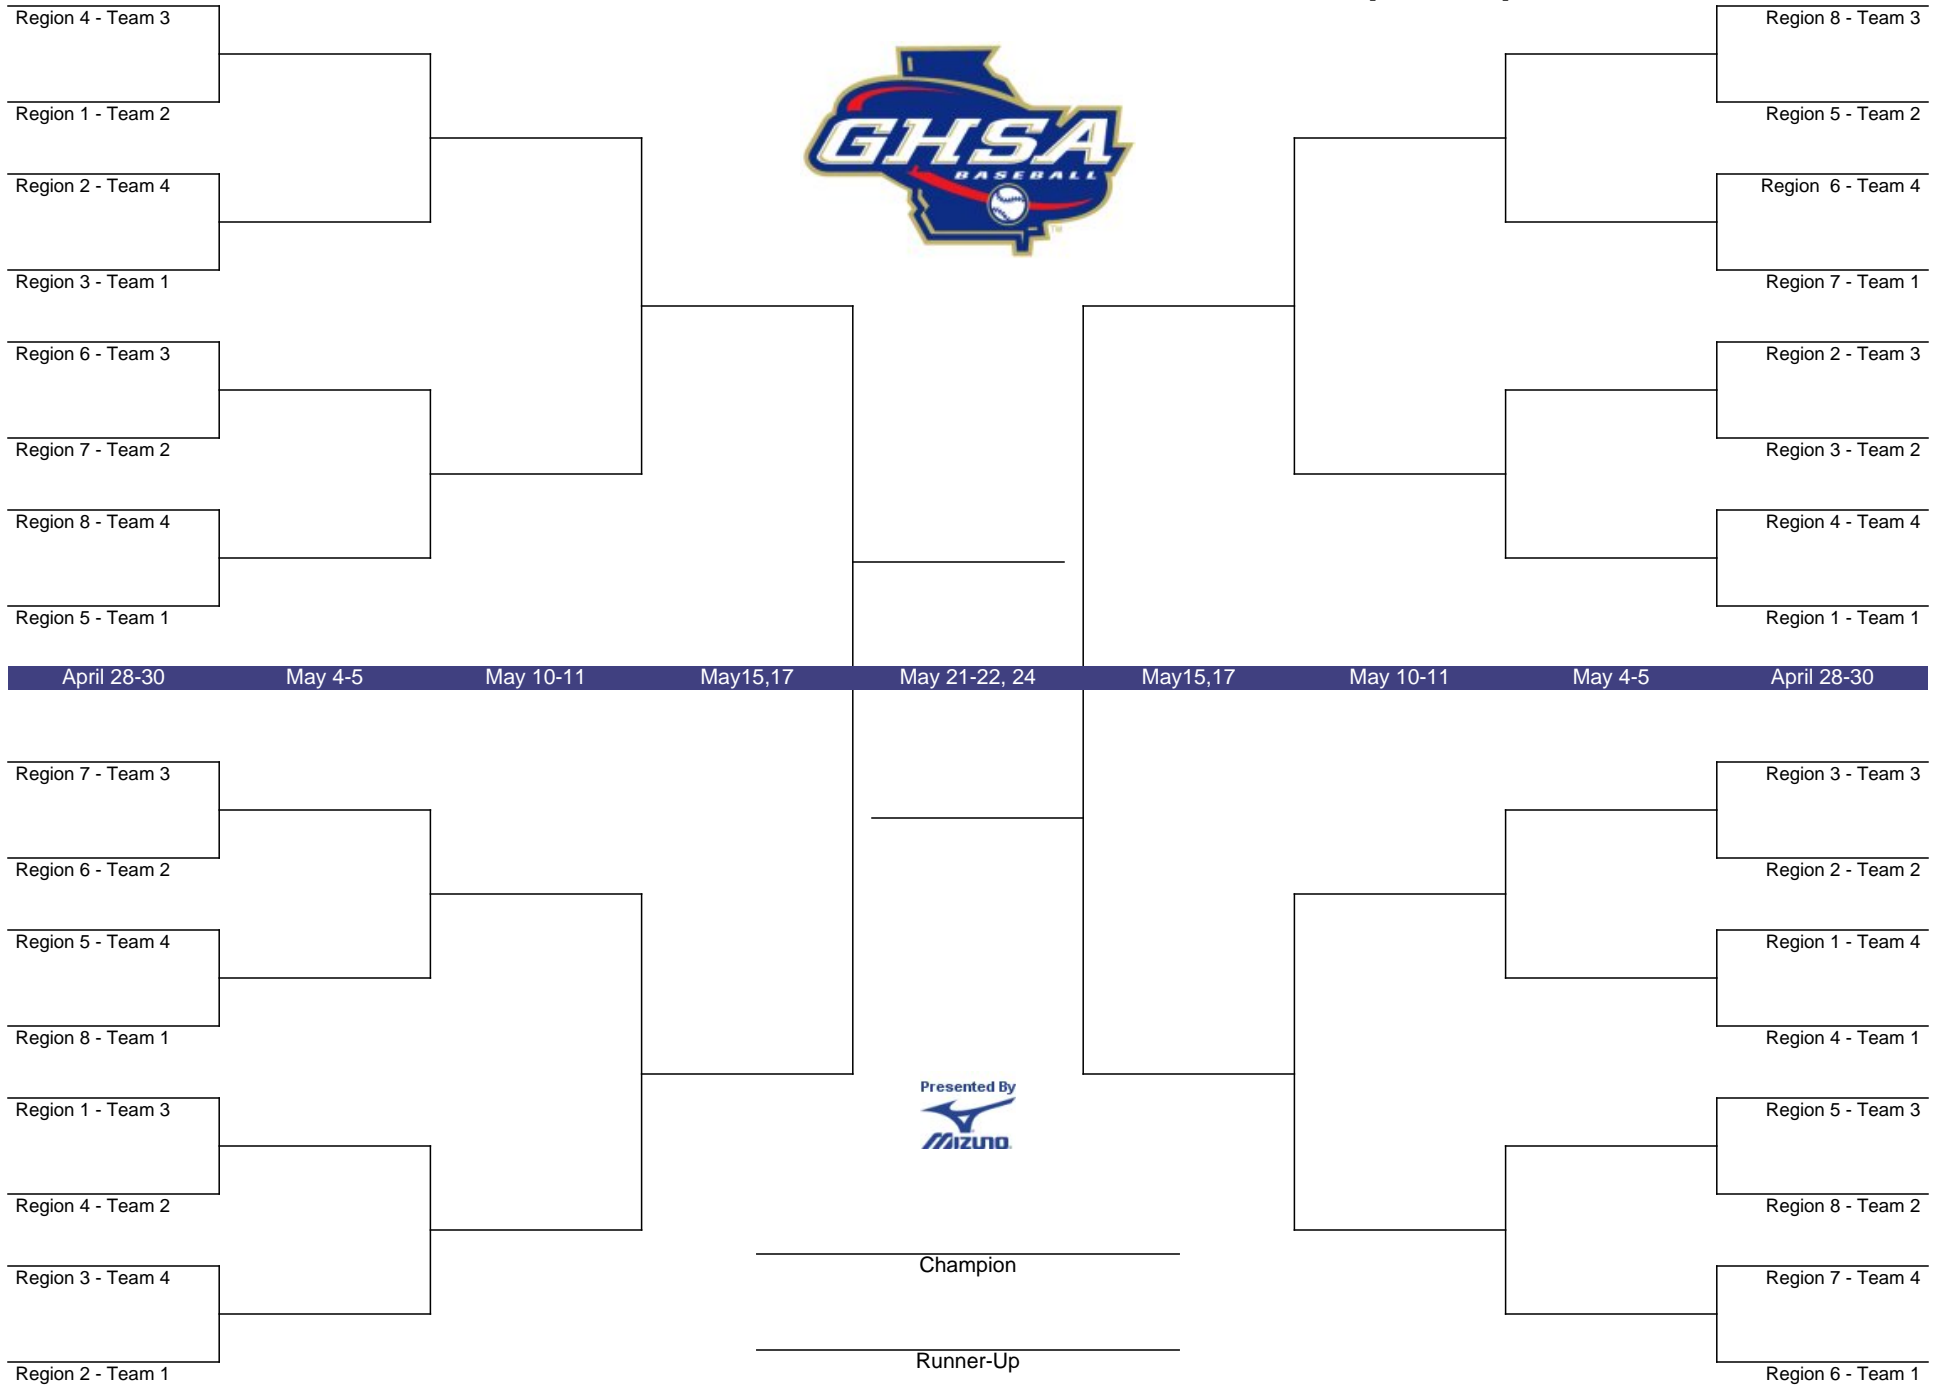 Region 4 - Team 3
Region 8 - Team 3
Region 1 - Team 2
Region 5 - Team 2
GHSA
BASEBALL
TM
Region 2 - Team 4
Region  6 - Team 4
Region 3 - Team 1
Region 7 - Team 1
Region 6 - Team 3
Region 2 - Team 3
Region 7 - Team 2
Region 3 - Team 2
Region 8 - Team 4
Region 4 - Team 4
Region 5 - Team 1
Region 1 - Team 1
April 28-30 May 4-5 May 10-11 May15,17 May 21-22, 24 May15,17 May 10-11 May 4-5 April 28-30
Region 7 - Team 3
Region 3 - Team 3
Region 6 - Team 2
Region 2 - Team 2
Region 5 - Team 4
Region 1 - Team 4
Region 8 - Team 1
Region 4 - Team 1
Presented By
MIZUNO
Region 1 - Team 3
Region 5 - Team 3
Region 4 - Team 2
Region 8 - Team 2
Champion
Region 3 - Team 4
Region 7 - Team 4
Runner-Up
Region 2 - Team 1
Region 6 - Team 1